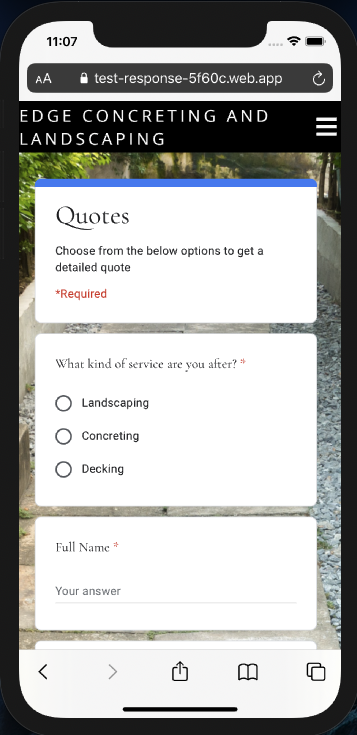 11:07
AA test-response-5f60c.web.app
EDGE CONCRETING AND
LANDSCAPING
Quotes
Choose from the below options to get a
detailed quote
*Required
What kind of service are you after? *
Landscaping
Concreting
Decking
Full Name *
Your answer